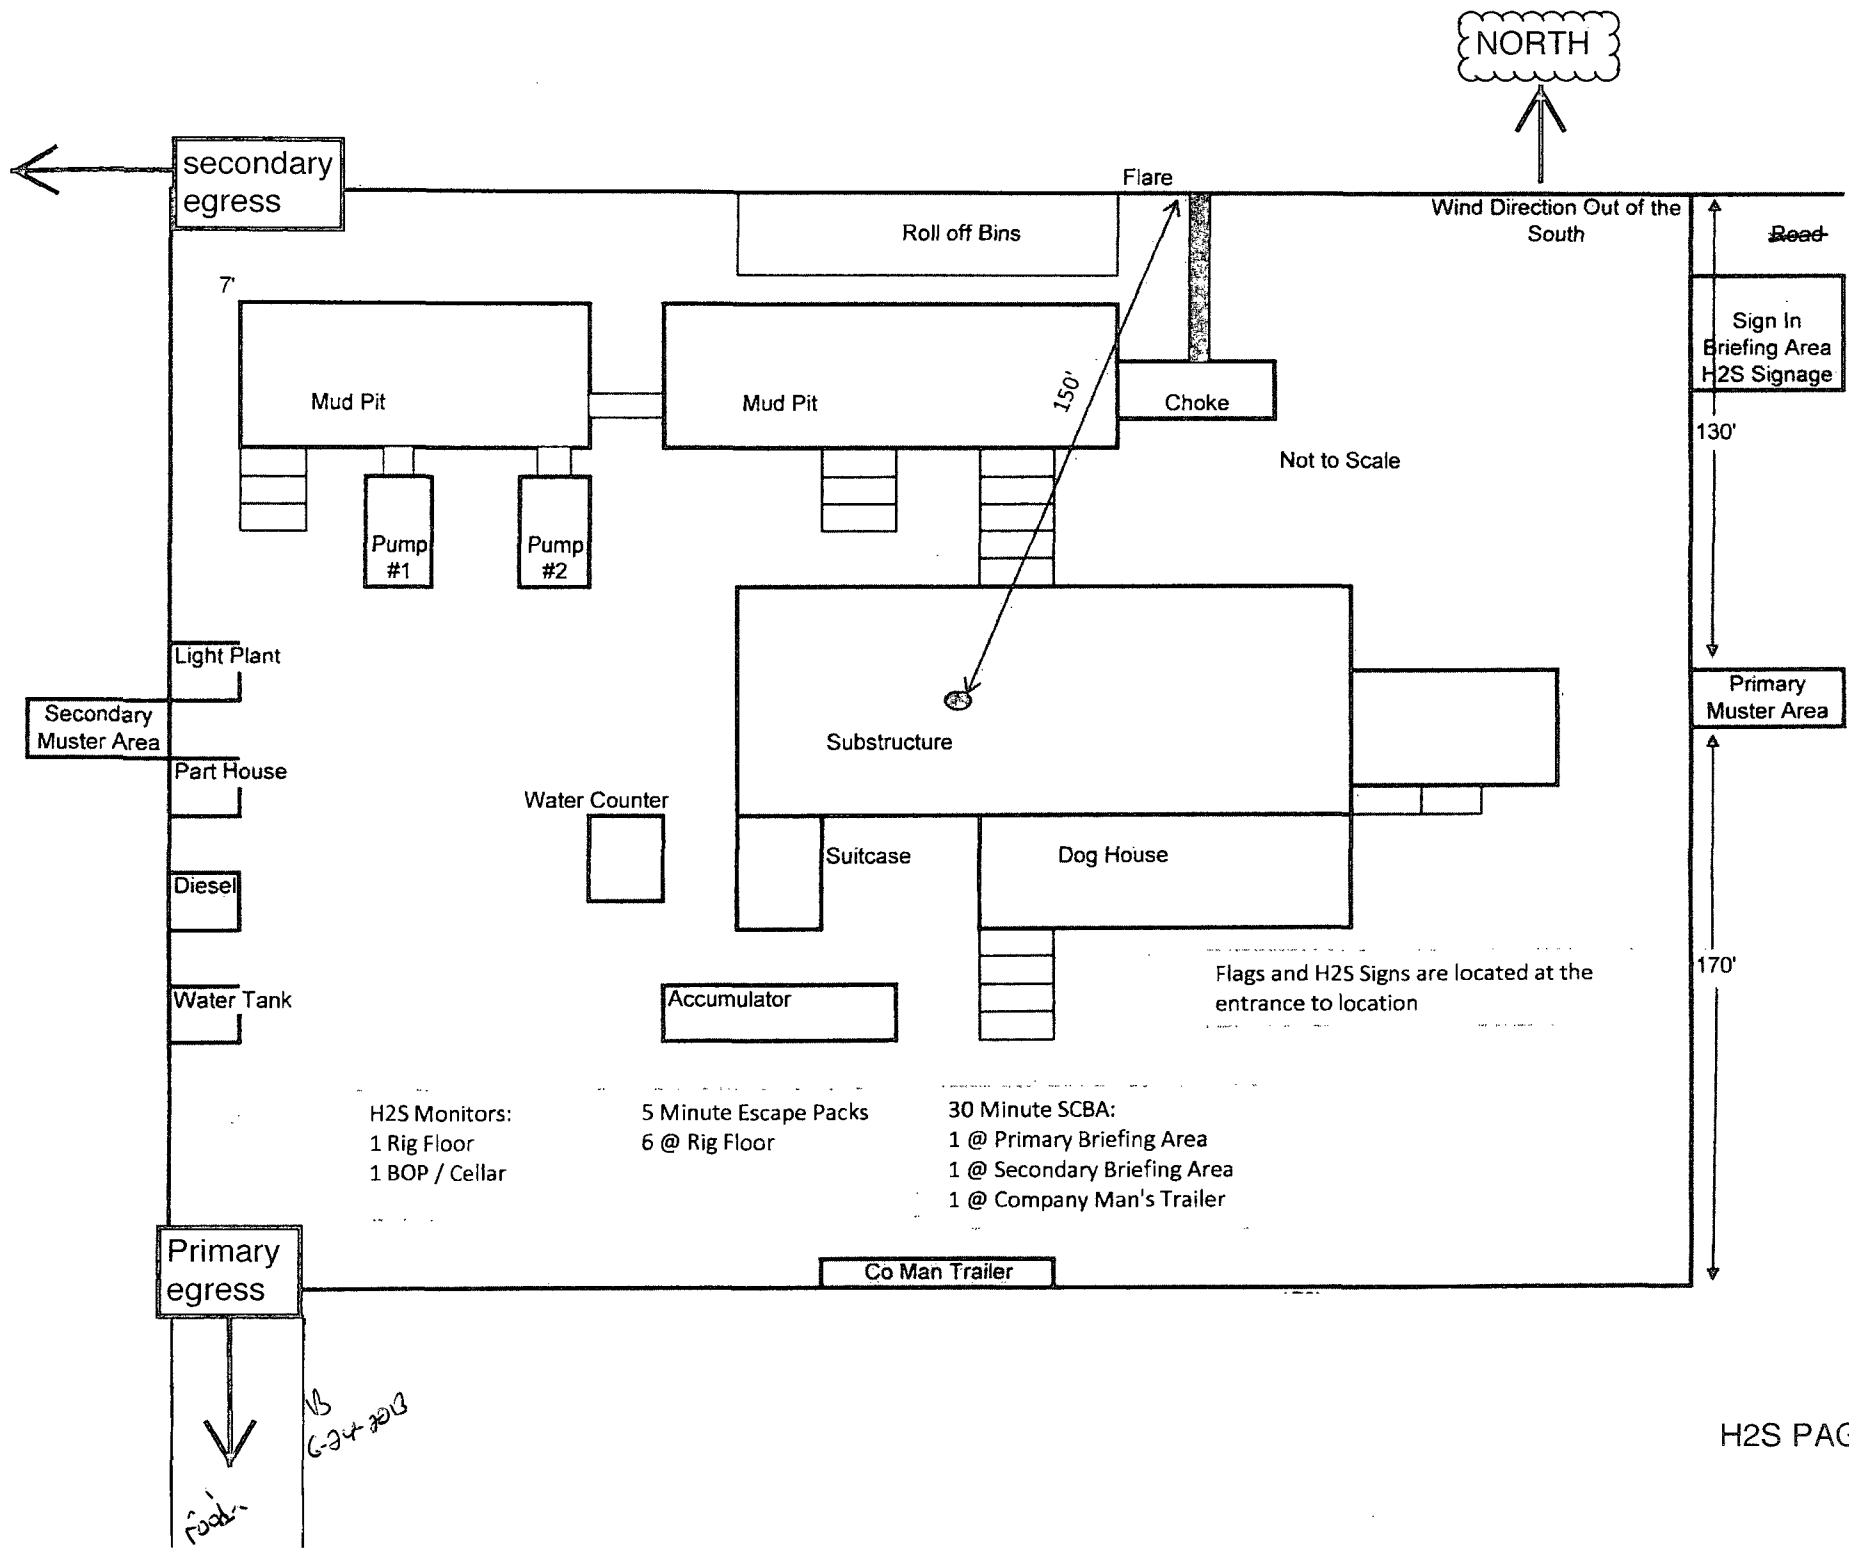 NORTH
secondary
egress
Flare
Wind Direction Out of the
South
Road
Roll off Bins
7'
Sign In
Briefing Area
H2S Signage
Mud Pit
Mud Pit
150'
Choke
130'
Not to Scale
Pump
#1
Pump
#2
Light Plant
Secondary
Muster Area
Primary
Muster Area
Substructure
Part House
Water Counter
Suitcase
Dog House
Diesel
170'
Flags and H2S Signs are located at the
entrance to location
Water Tank
Accumulator
H2S Monitors:
1 Rig Floor
1 BOP / Cellar
5 Minute Escape Packs
6 @ Rig Floor
30 Minute SCBA:
1 @ Primary Briefing Area
1 @ Secondary Briefing Area
1 @ Company Man's Trailer
Primary
egress
Co Man Trailer
6-24-2013
road
H2S PAG